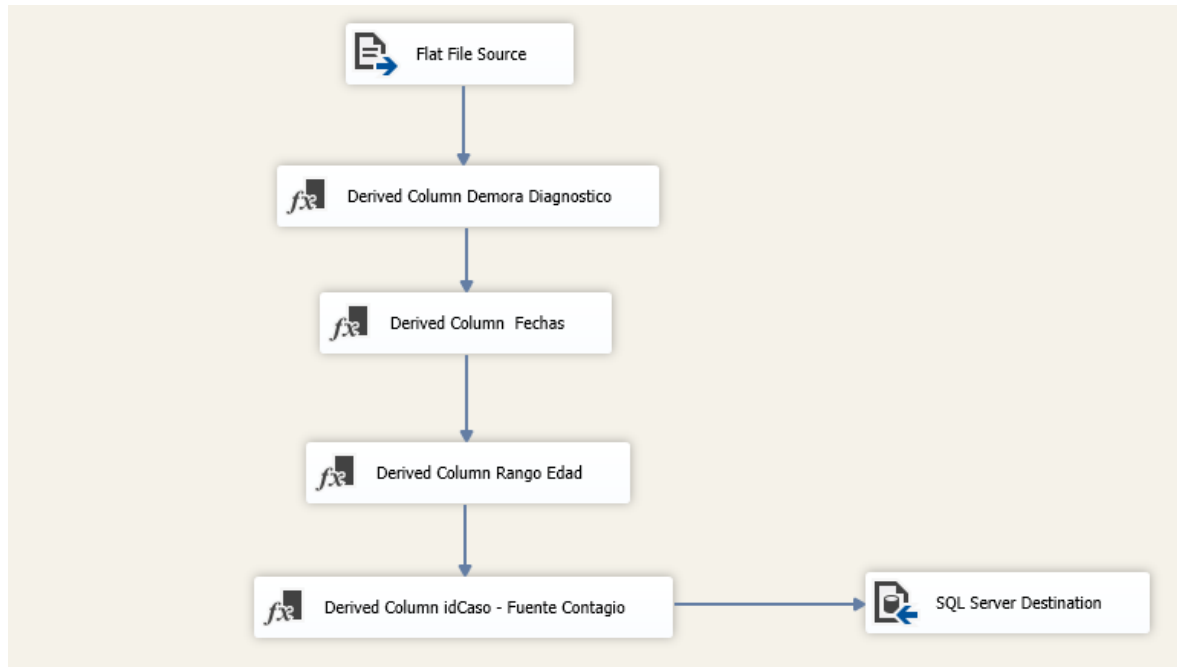 Flat File Source
Derived Column Demora Diagnostico
Derived Column  Fechas
Derived Column Rango Edad
Derived Column idCaso - Fuente Contagio
SQL Server Destination